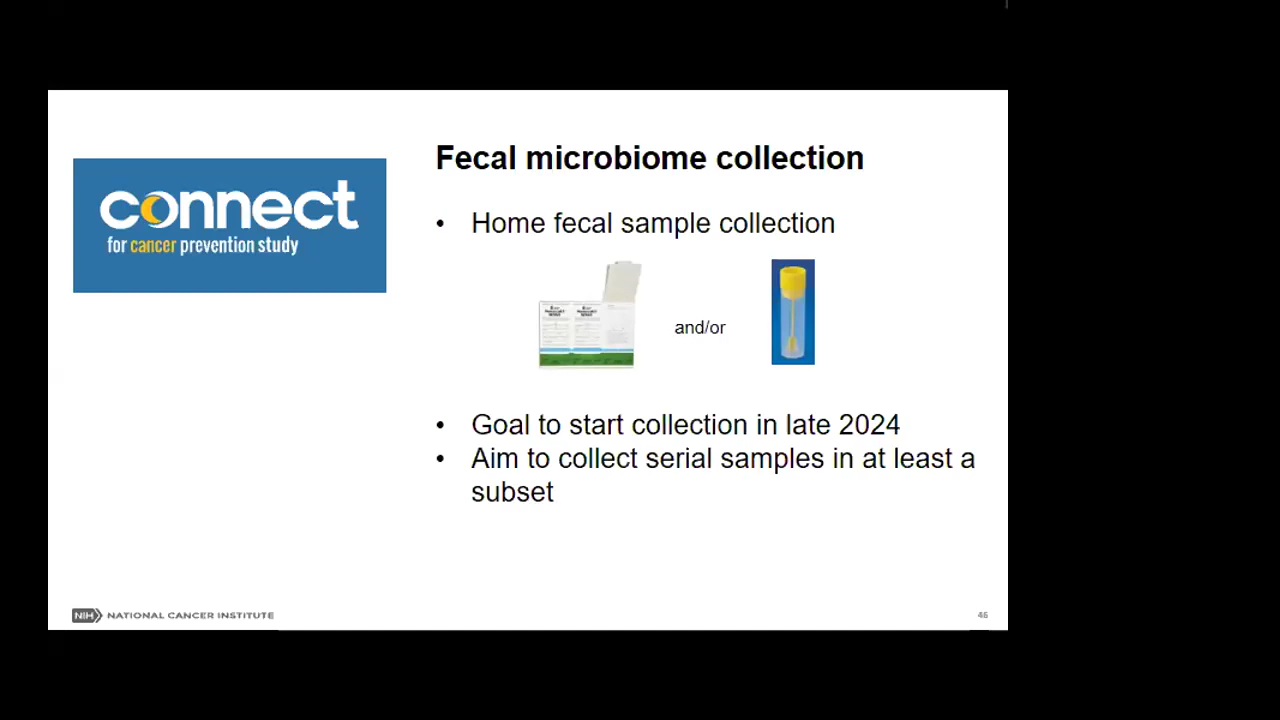 connect
for cancer prevention study
Fecal microbiome collection
• Home fecal sample collection
and/or
• Goal to start collection in late 2024
• Aim to collect serial samples in at least a
subset
NIH NATIONAL CANCER INSTITUTE
46